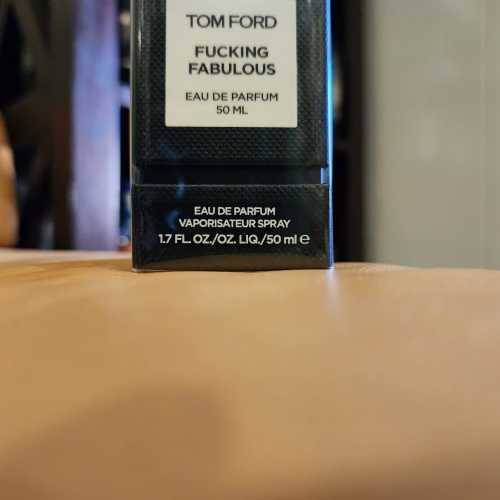 TOM FORD
FUCKING
FABULOUS
EAU DE PARFUM
50 ML
EAU DE PARFUM
VAPORISATEUR SPRAY
1.7 FL. OZ./OZ. LIQ./50 ml ℮